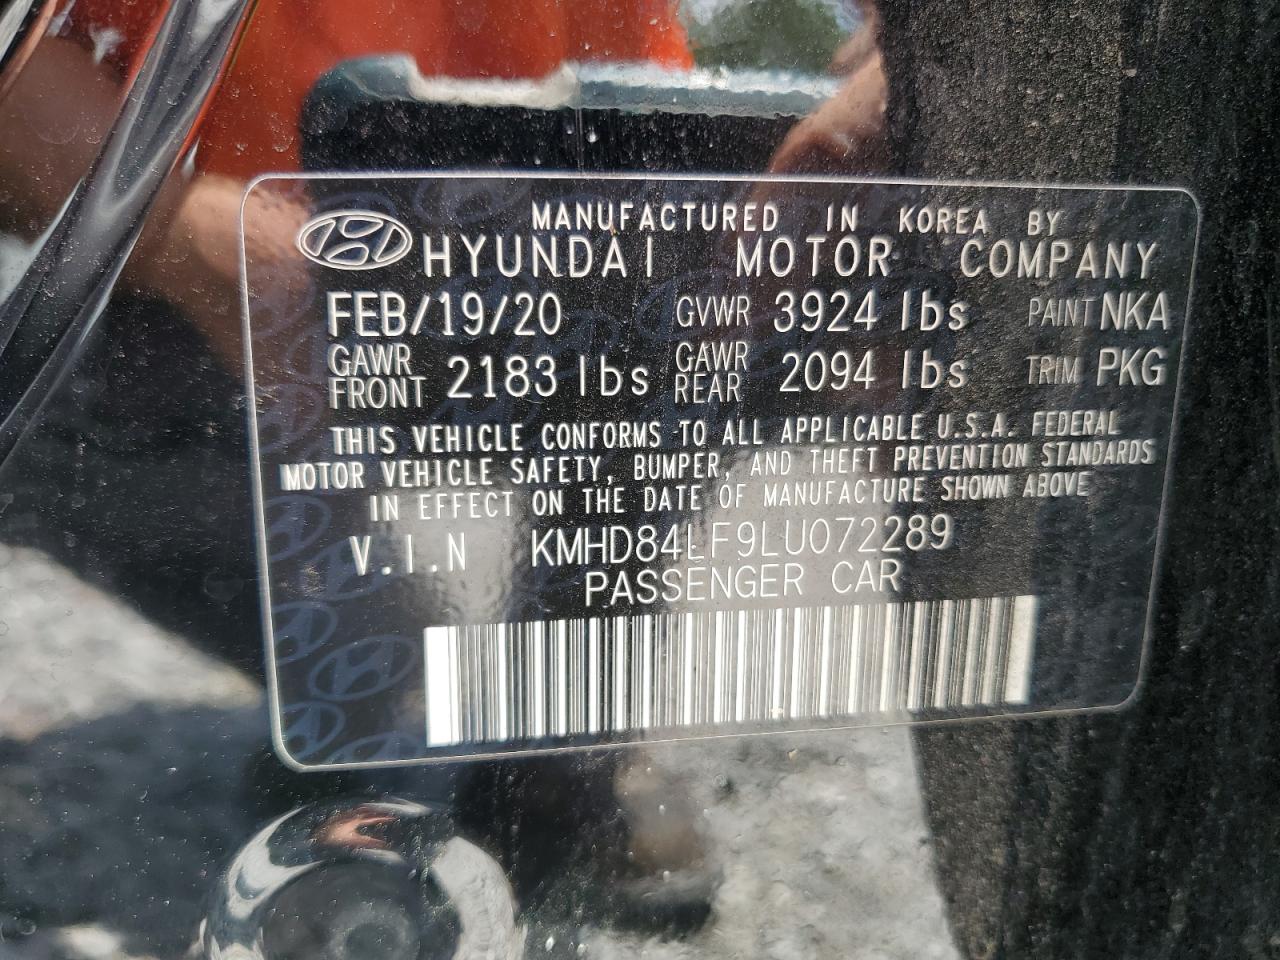 MANUFACTURED IN KOREA BY
HYUNDAI MOTOR COMPANY
FEB/19/20 GVWR 3924 lbs PAINT NKA
GAWR FRONT 2183 lbs GAWR REAR 2094 lbs TRIM PKG
THIS VEHICLE CONFORMS TO ALL APPLICABLE U.S.A. FEDERAL
MOTOR VEHICLE SAFETY, BUMPER, AND THEFT PREVENTION STANDARDS
IN EFFECT ON THE DATE OF MANUFACTURE SHOWN ABOVE
V.I.N KMHD84LF9LU072289
PASSENGER CAR